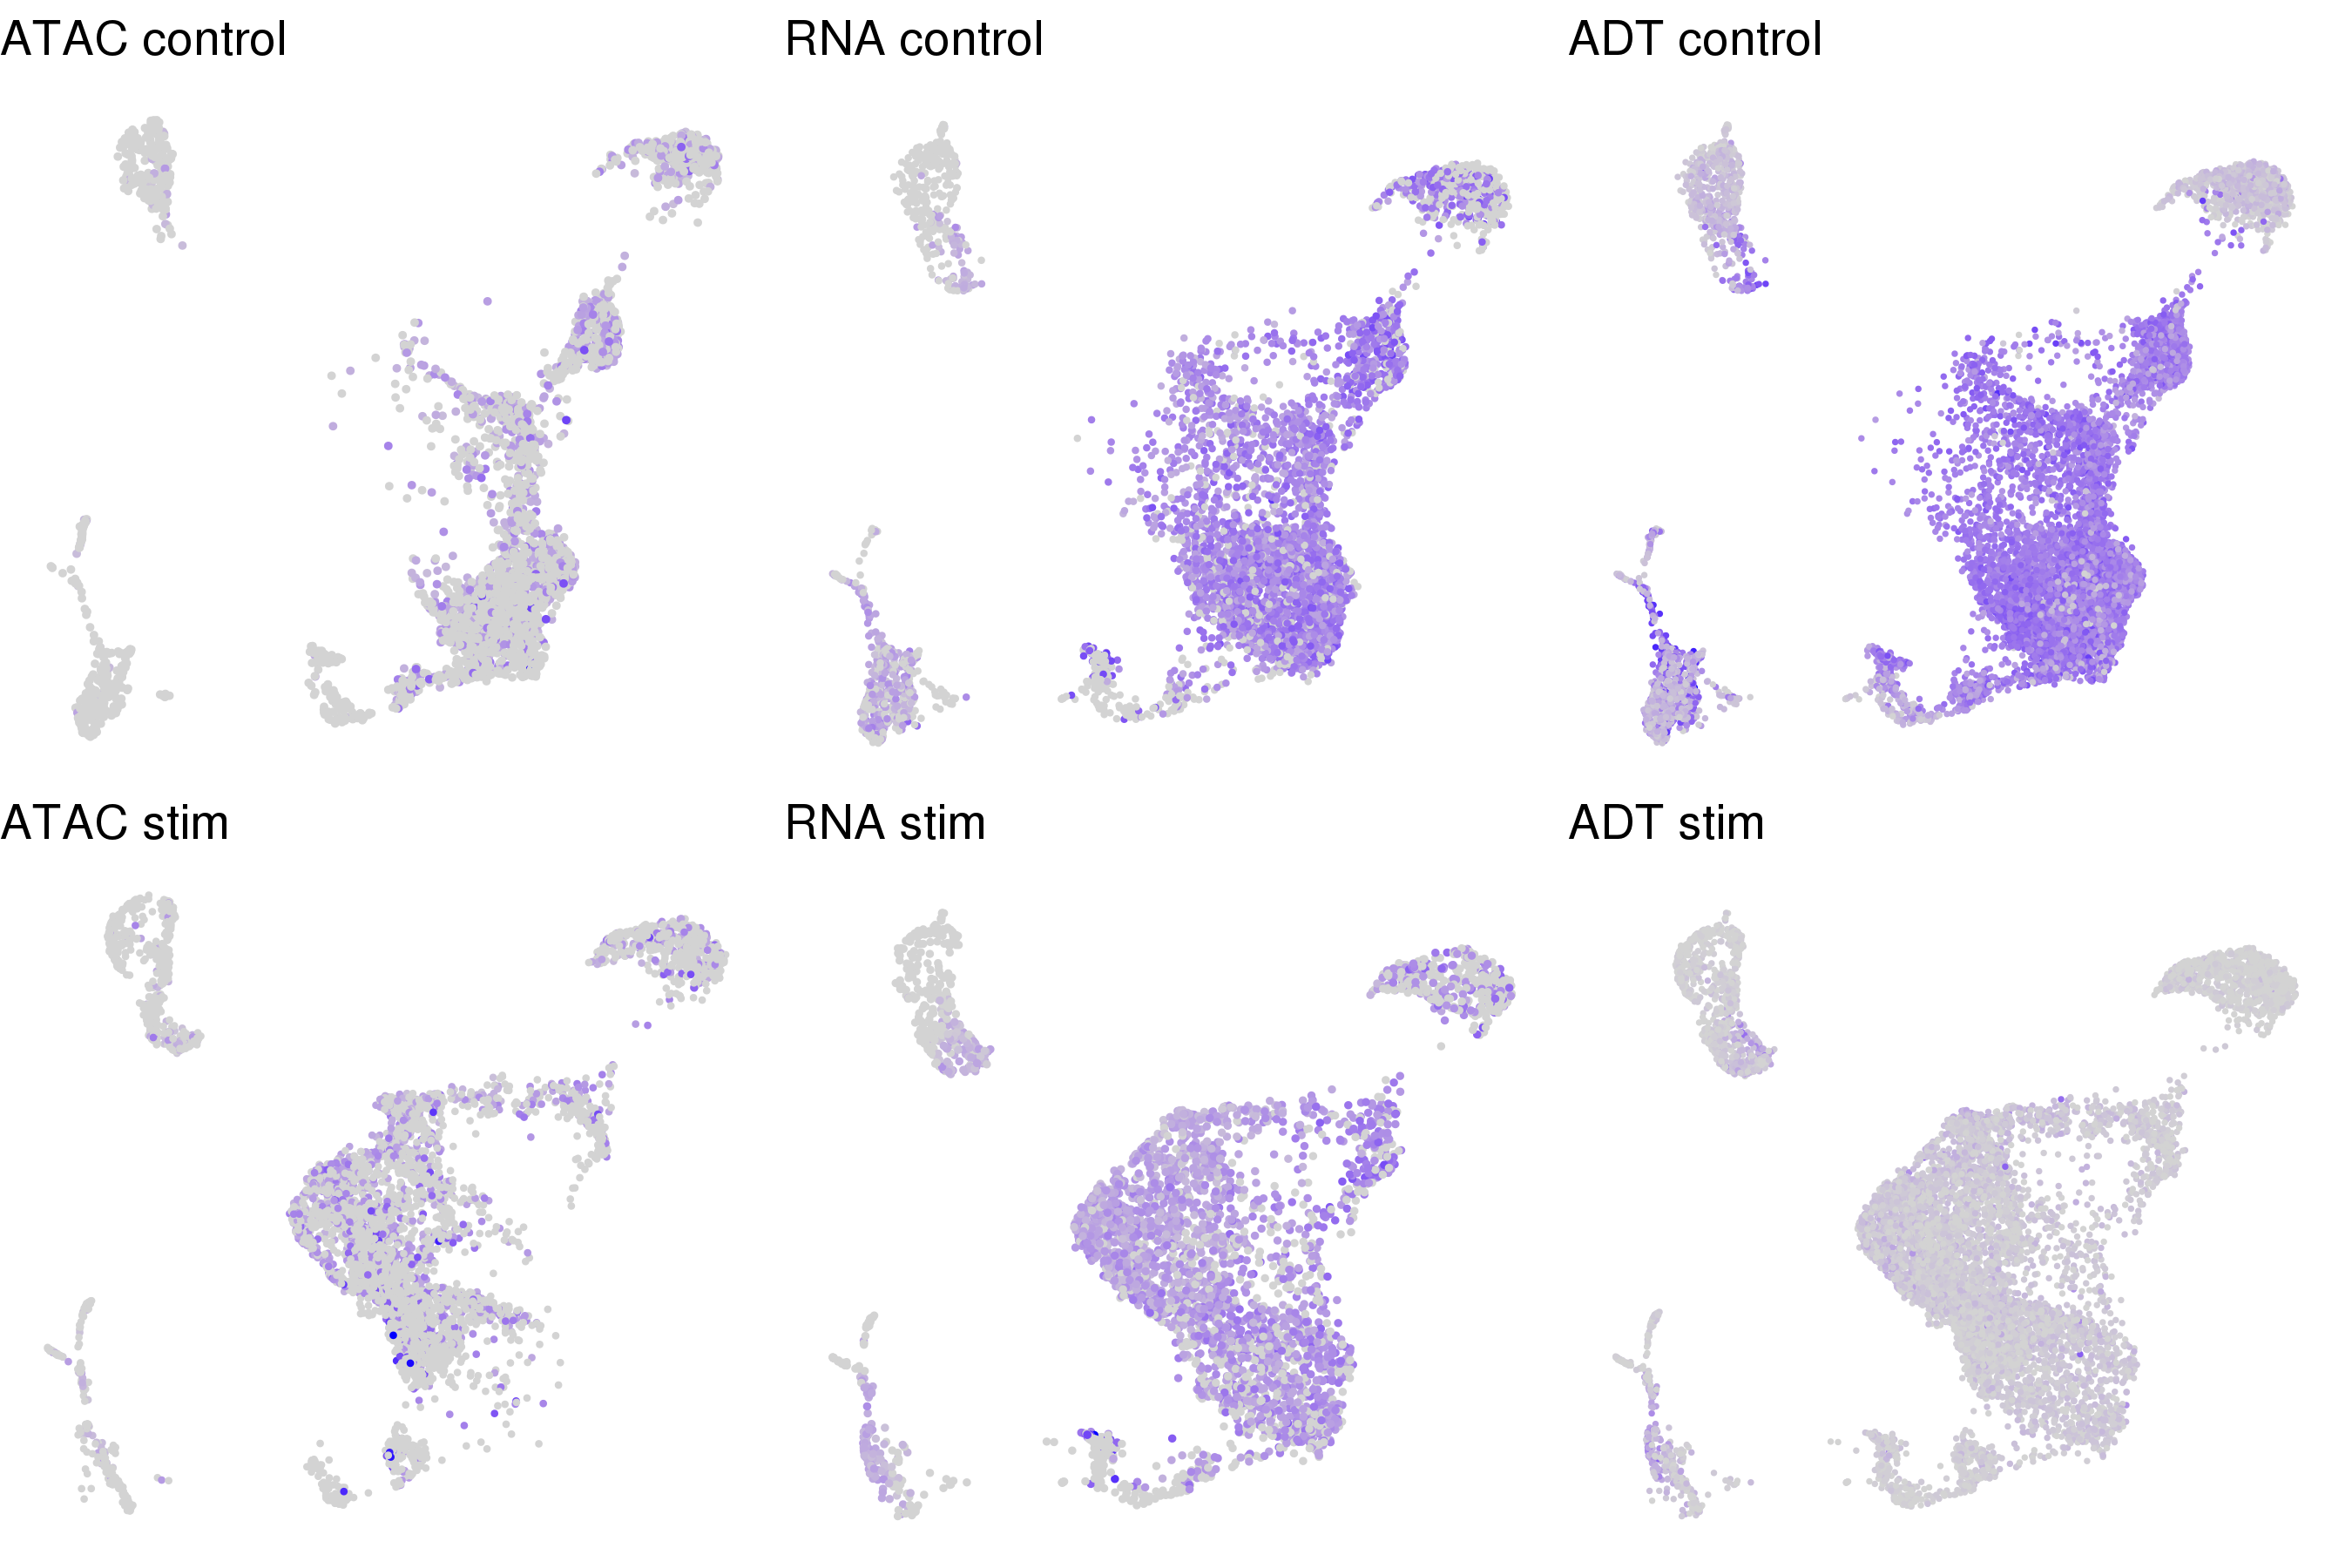 ATAC control
RNA control
ADT control
ATAC stim
RNA stim
ADT stim